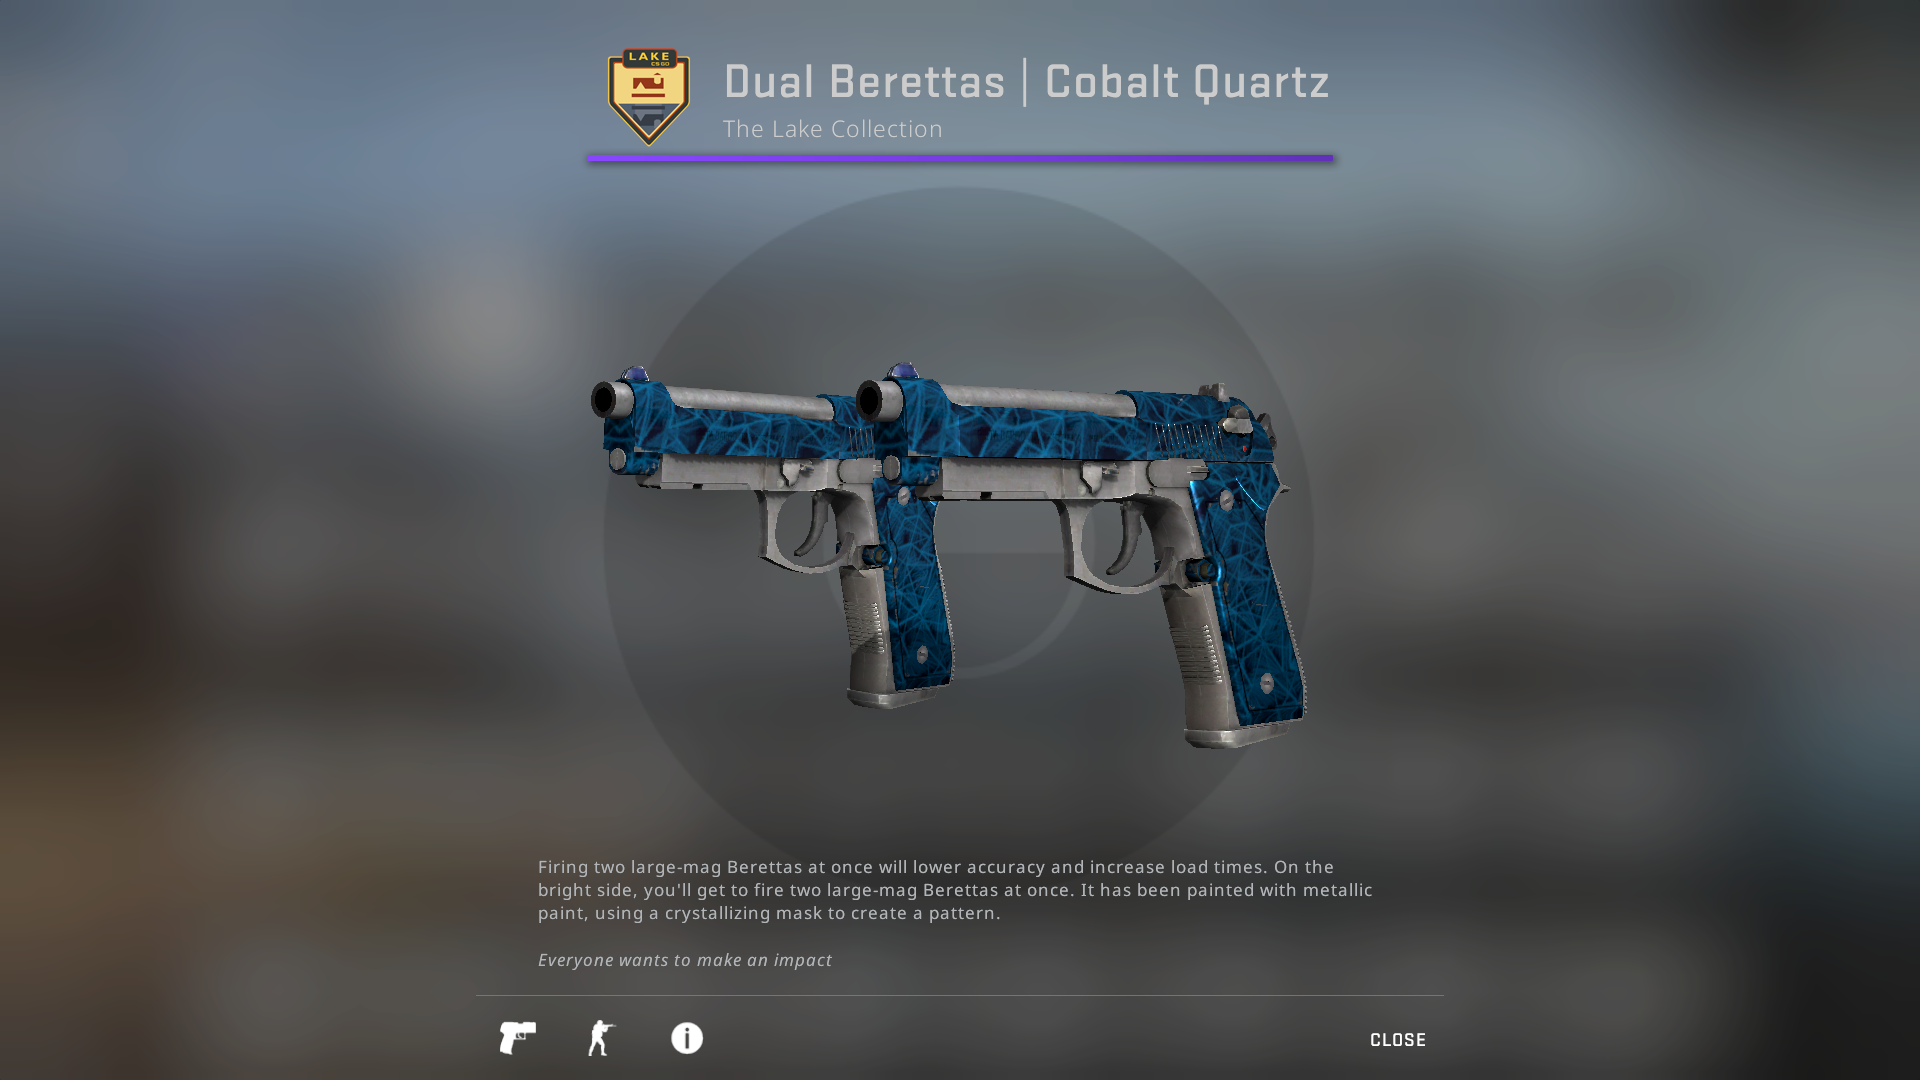 LAKE
CS GO
Dual Berettas | Cobalt Quartz
The Lake Collection
Firing two large-mag Berettas at once will lower accuracy and increase load times. On the
bright side, you'll get to fire two large-mag Berettas at once. It has been painted with metallic
paint, using a crystallizing mask to create a pattern.
Everyone wants to make an impact
CLOSE